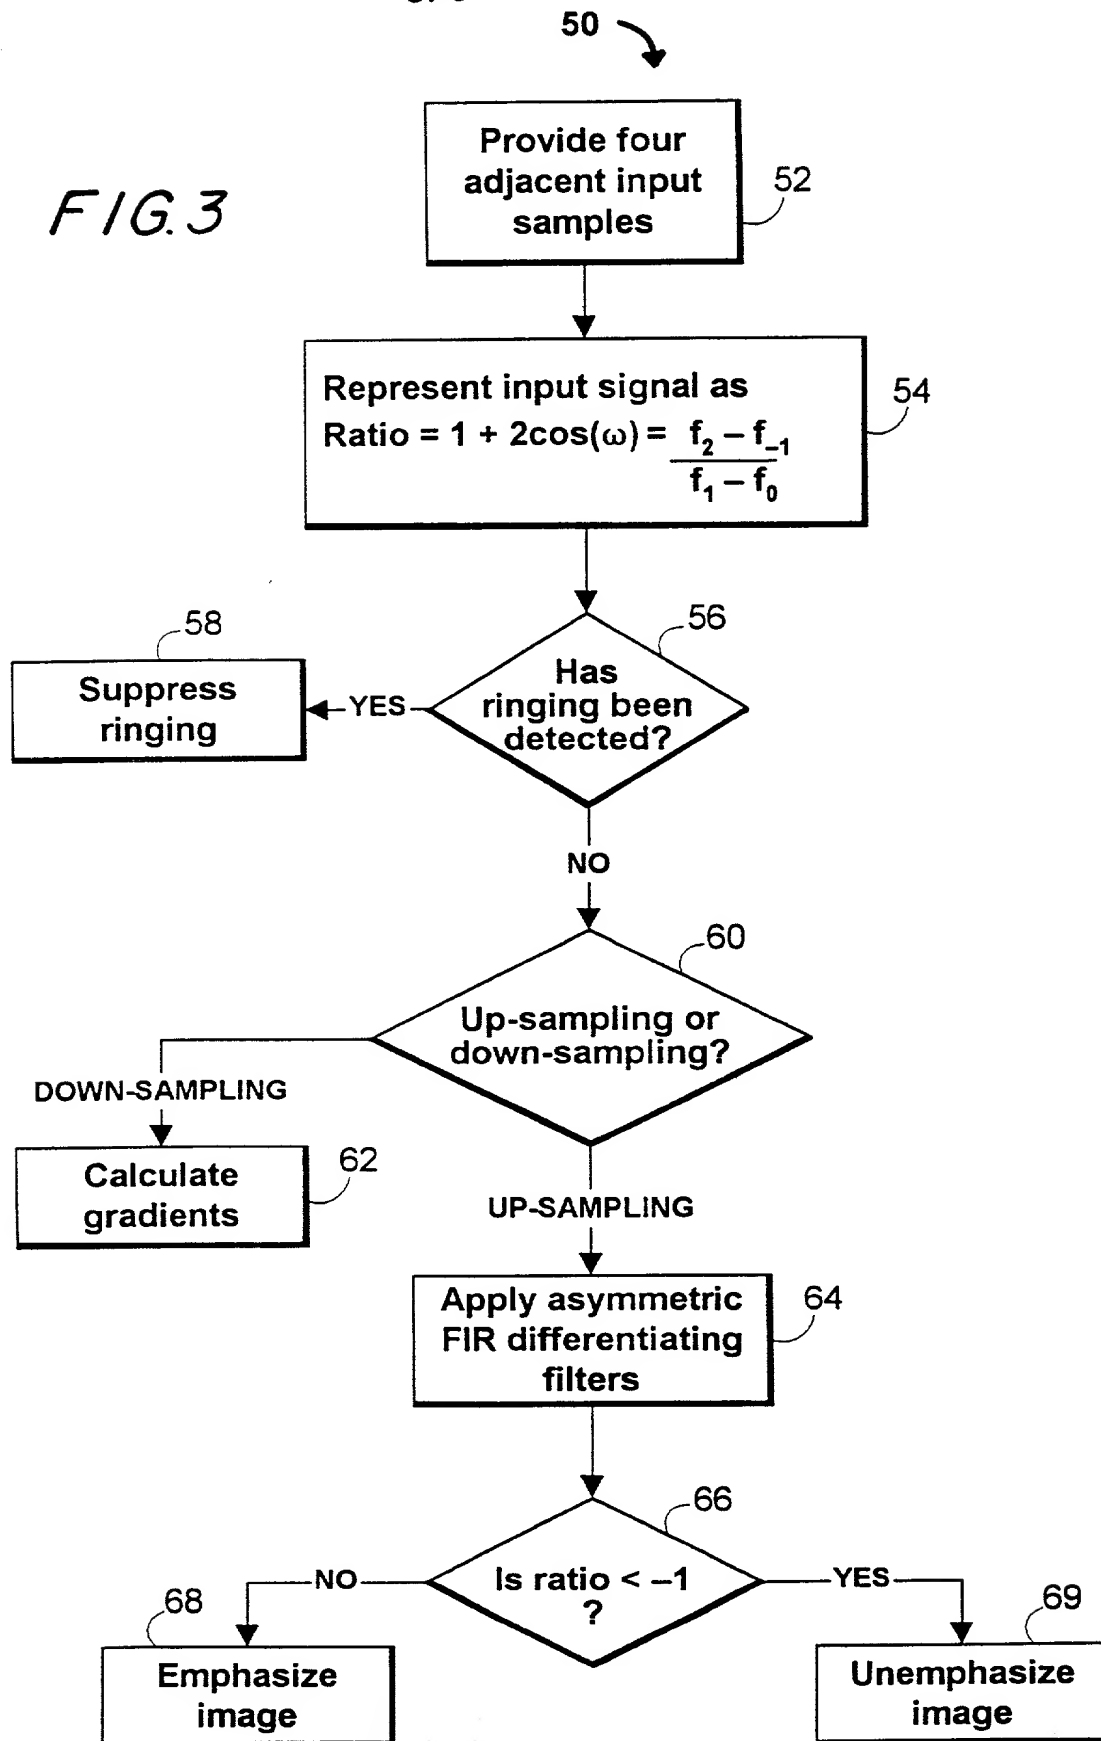 50
FIG. 3
Provide four
adjacent input
samples
52
Represent input signal as
Ratio = 1 + 2cos(ω) = f₂ – f₋₁
f₁ – f₀
54
56
Has
ringing been
detected?
58
YES
Suppress
ringing
NO
60
Up-sampling or
down-sampling?
DOWN-SAMPLING
62
Calculate
gradients
UP-SAMPLING
64
Apply asymmetric
FIR differentiating
filters
66
Is ratio < –1
?
NO
YES
68
Emphasize
image
69
Unemphasize
image